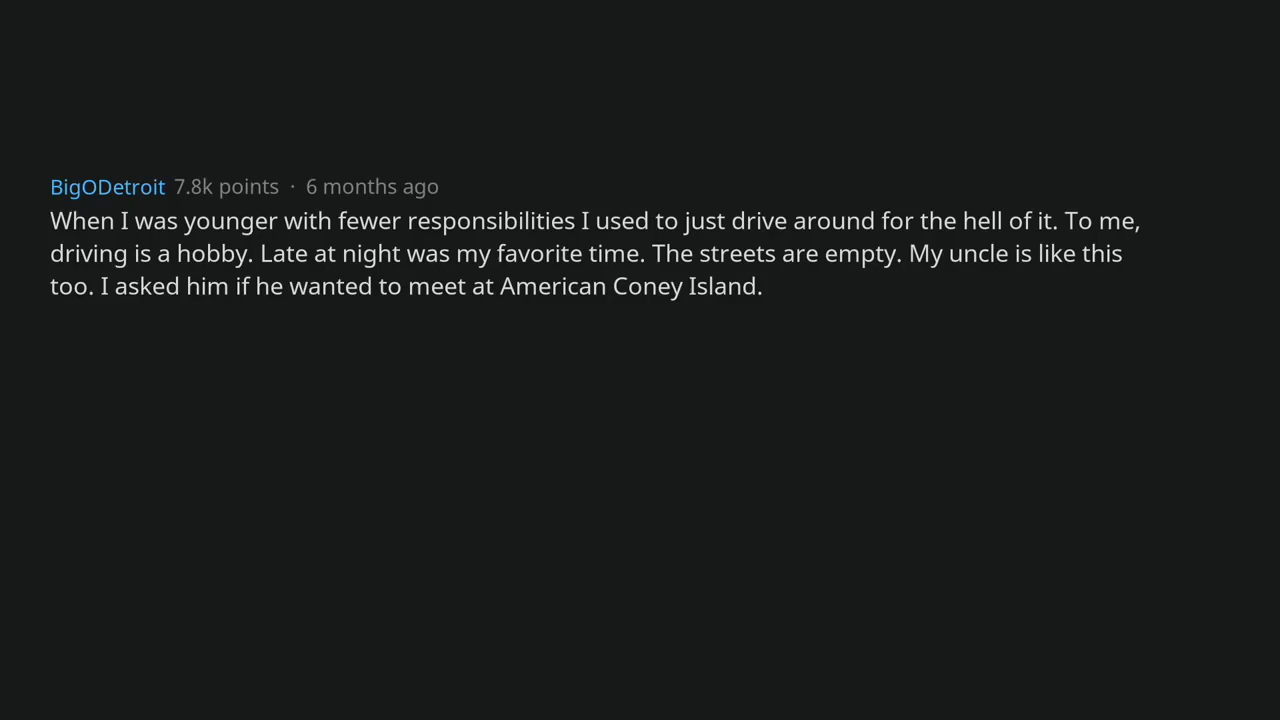 BigODetroit 7.8k points · 6 months ago
When I was younger with fewer responsibilities I used to just drive around for the hell of it. To me,
driving is a hobby. Late at night was my favorite time. The streets are empty. My uncle is like this
too. I asked him if he wanted to meet at American Coney Island.